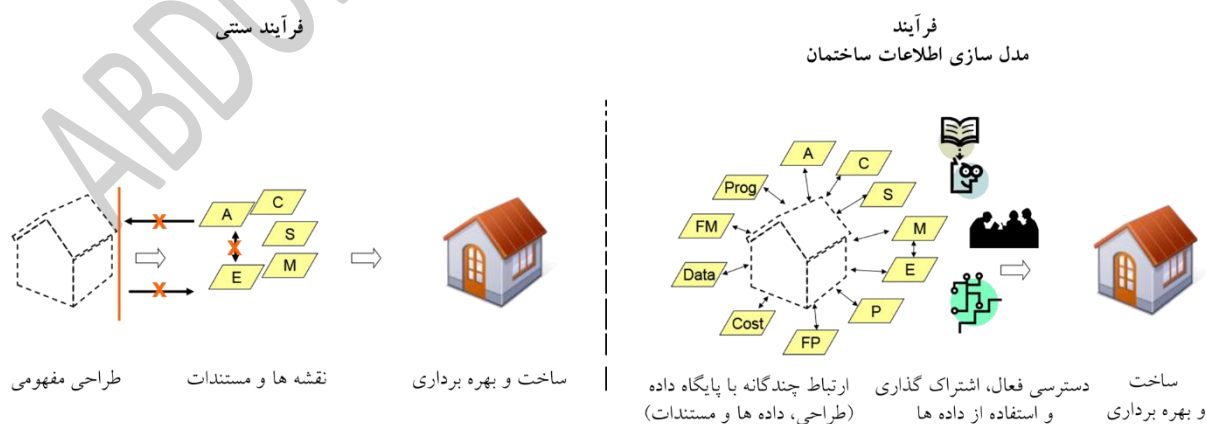 فرآیند سنتی
فرآیند
مدل سازی اطلاعات ساختمان
A
C
S
E
M
طراحی مفهومی
نقشه ها و مستندات
ساخت و بهره برداری
A
C
S
M
E
P
FP
Cost
Data
FM
Prog
ارتباط چندگانه با پایگاه داده
(طراحی، داده ها و مستندات)
دسترسی فعال، اشتراک گذاری
و استفاده از داده ها
ساخت
و بهره برداری